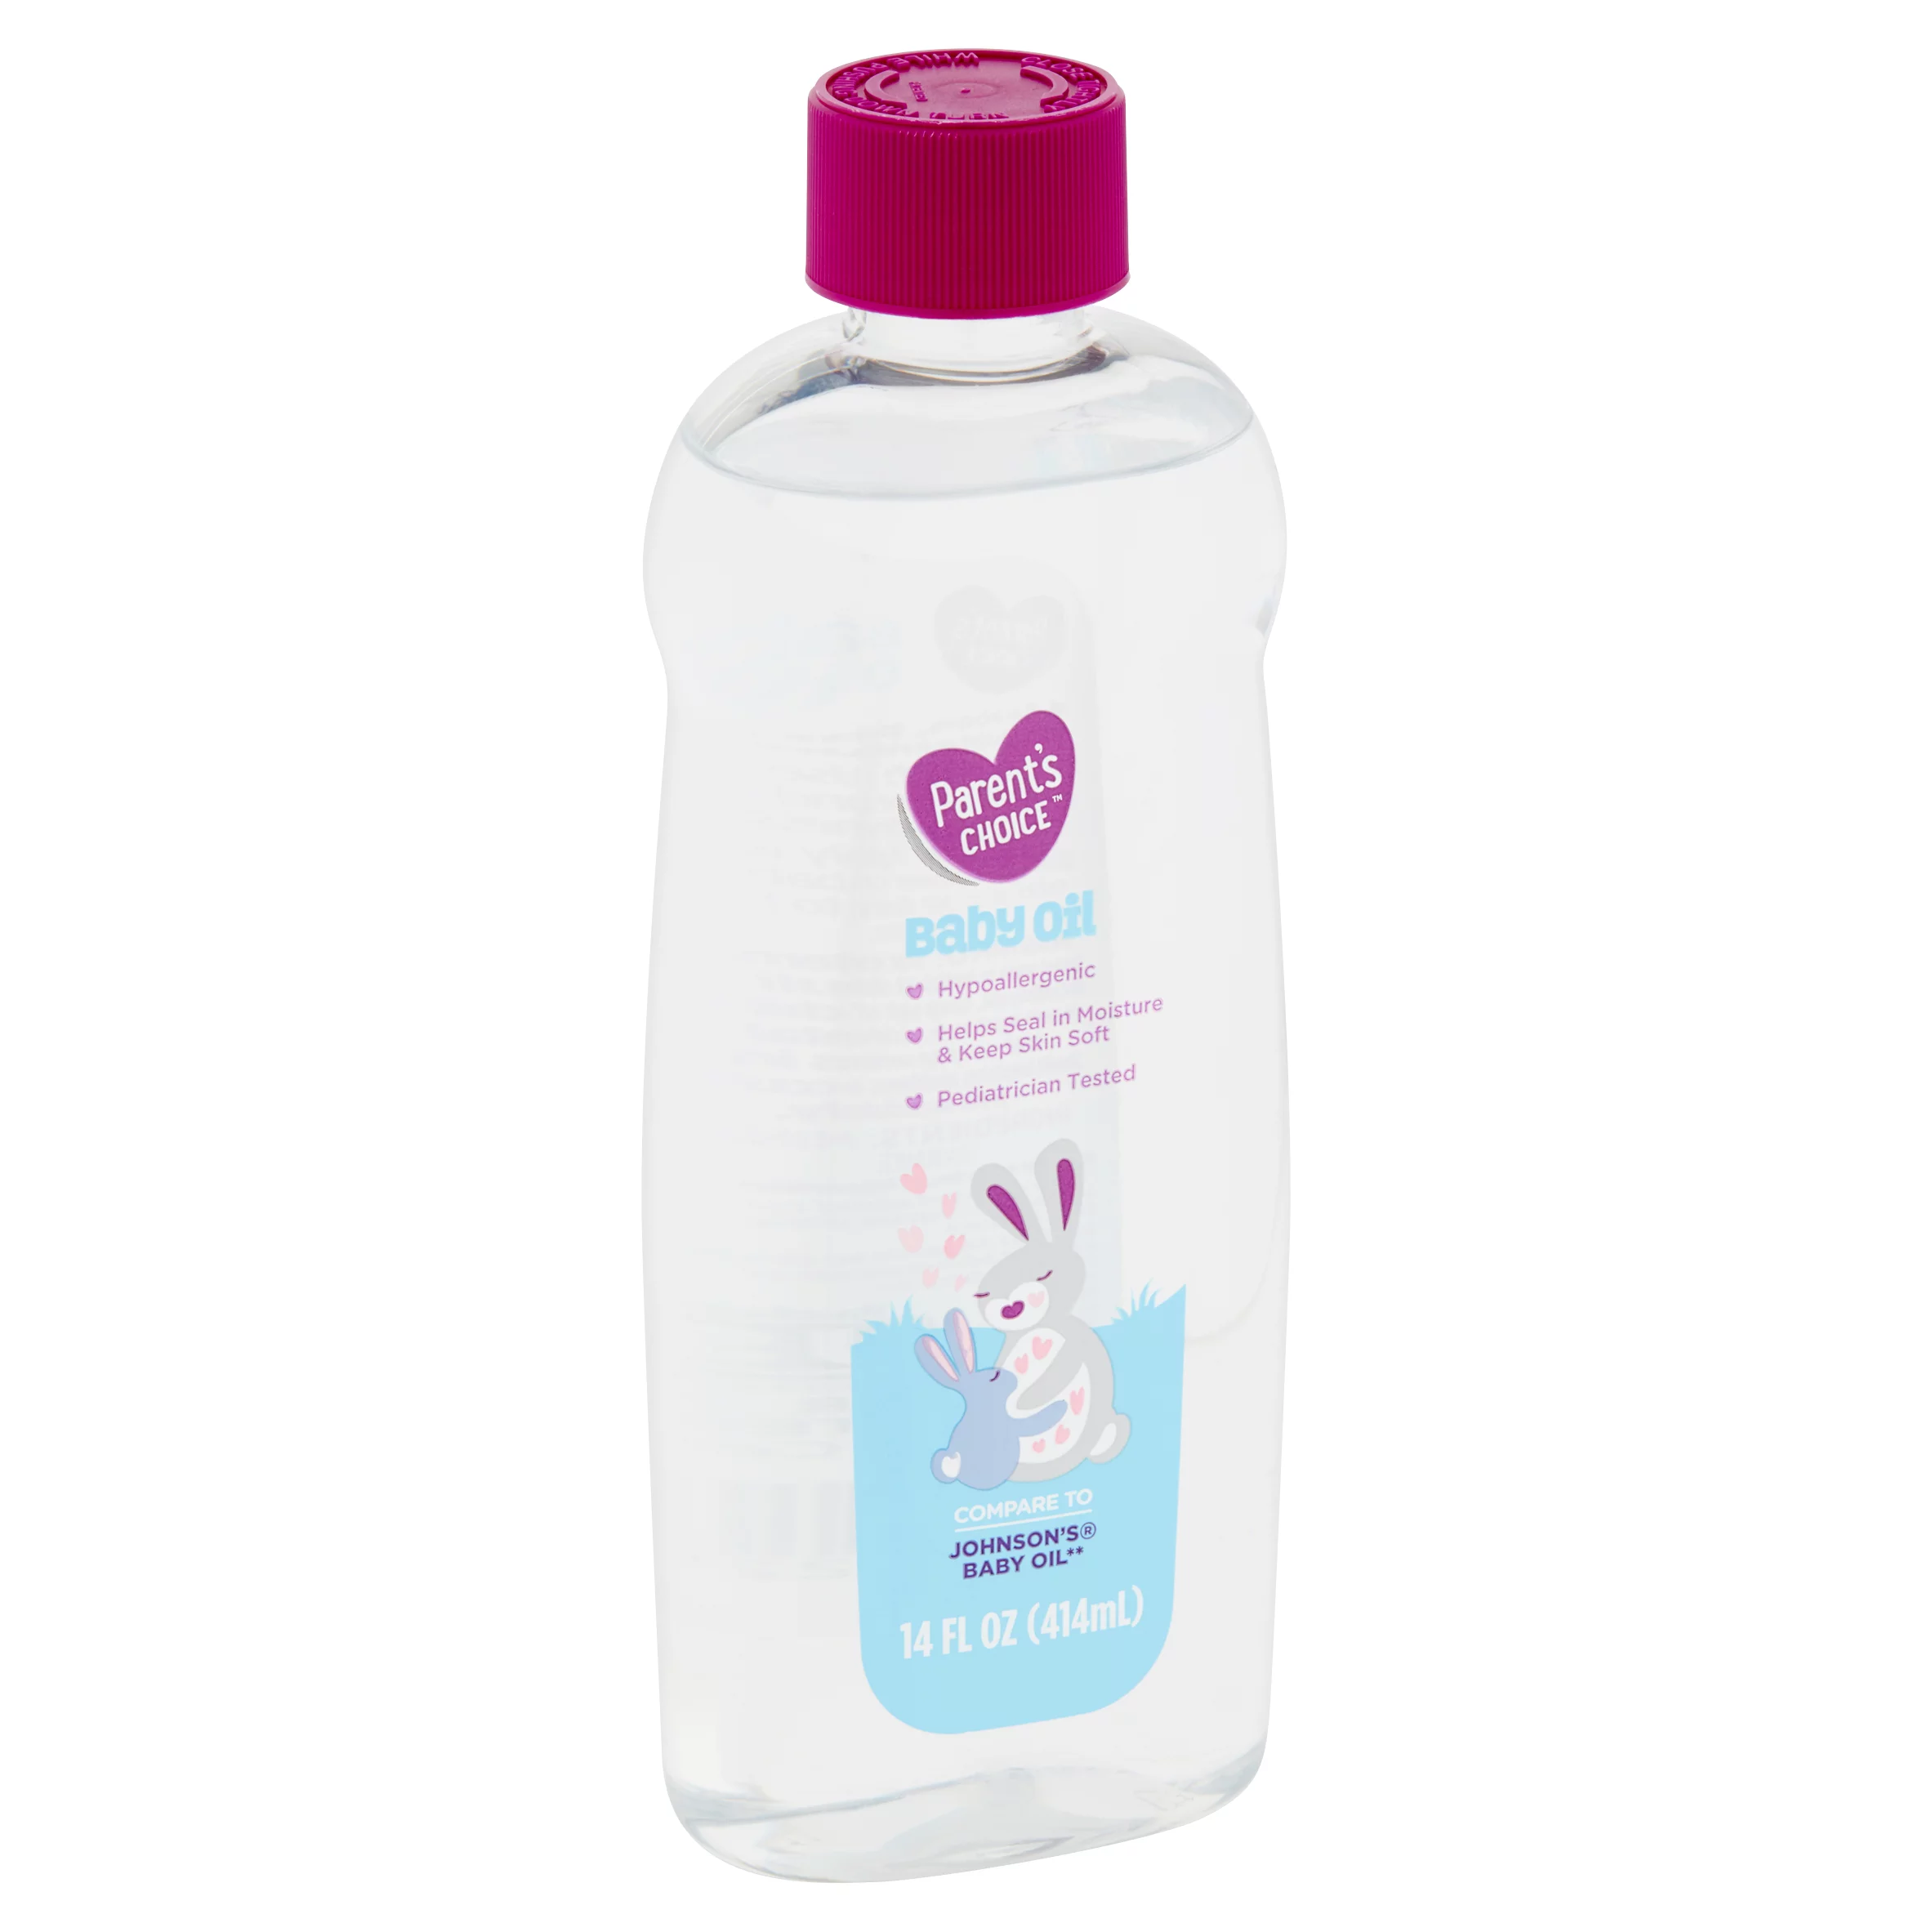 Parent's
CHOICE™
Baby Oil
Hypoallergenic
Helps Seal in Moisture
& Keep Skin Soft
Pediatrician Tested
COMPARE TO
JOHNSON'S®
BABY OIL**
14 FL OZ (414mL)